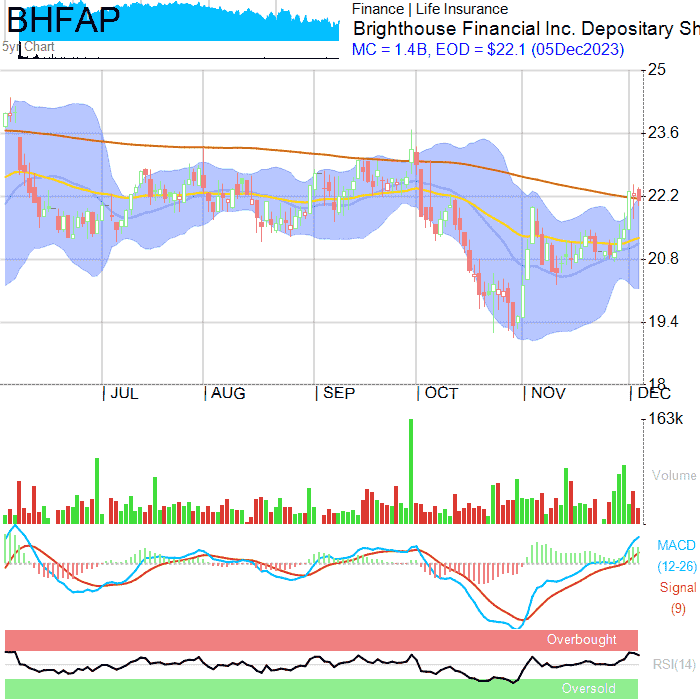 BHFAP
5yr Chart
Finance | Life Insurance
Brighthouse Financial Inc. Depositary Sh
MC = 1.4B, EOD = $22.1 (05Dec2023)
25
23.6
22.2
20.8
19.4
18
JUL AUG SEP OCT NOV DEC
163k
Volume
MACD
(12-26)
Signal
(9)
Overbought
RSI(14)
Oversold